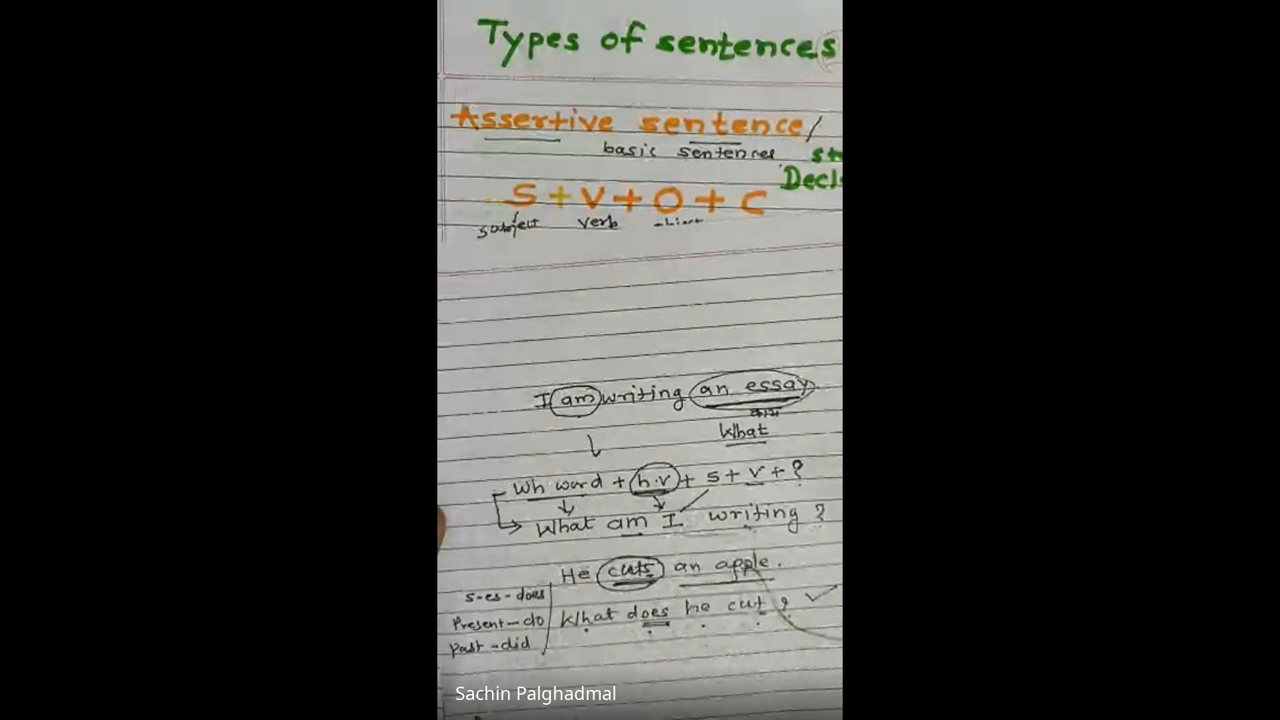 Types of sentences
Assertive sentence/
basic sentences st
Decl
S + V + O + C
subject verb
I am writing an essay
What
Wh word + h.v + s + v + ?
What am I writing ?
He cuts an apple.
s-es-does
What does he cut ?
Present-do
Past-did
Sachin Palghadmal